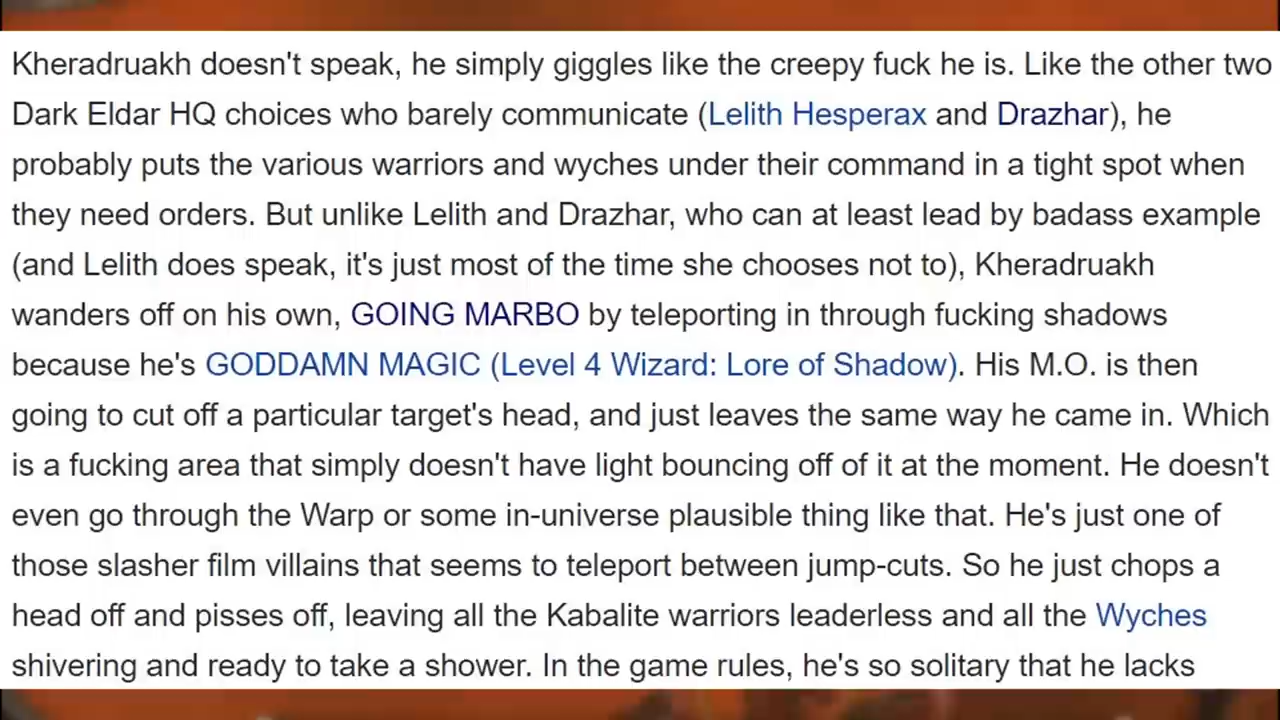 Kheradruakh doesn't speak, he simply giggles like the creepy fuck he is. Like the other two
Dark Eldar HQ choices who barely communicate (Lelith Hesperax and Drazhar), he
probably puts the various warriors and wyches under their command in a tight spot when
they need orders. But unlike Lelith and Drazhar, who can at least lead by badass example
(and Lelith does speak, it's just most of the time she chooses not to), Kheradruakh
wanders off on his own, GOING MARBO by teleporting in through fucking shadows
because he's GODDAMN MAGIC (Level 4 Wizard: Lore of Shadow). His M.O. is then
going to cut off a particular target's head, and just leaves the same way he came in. Which
is a fucking area that simply doesn't have light bouncing off of it at the moment. He doesn't
even go through the Warp or some in-universe plausible thing like that. He's just one of
those slasher film villains that seems to teleport between jump-cuts. So he just chops a
head off and pisses off, leaving all the Kabalite warriors leaderless and all the Wyches
shivering and ready to take a shower. In the game rules, he's so solitary that he lacks